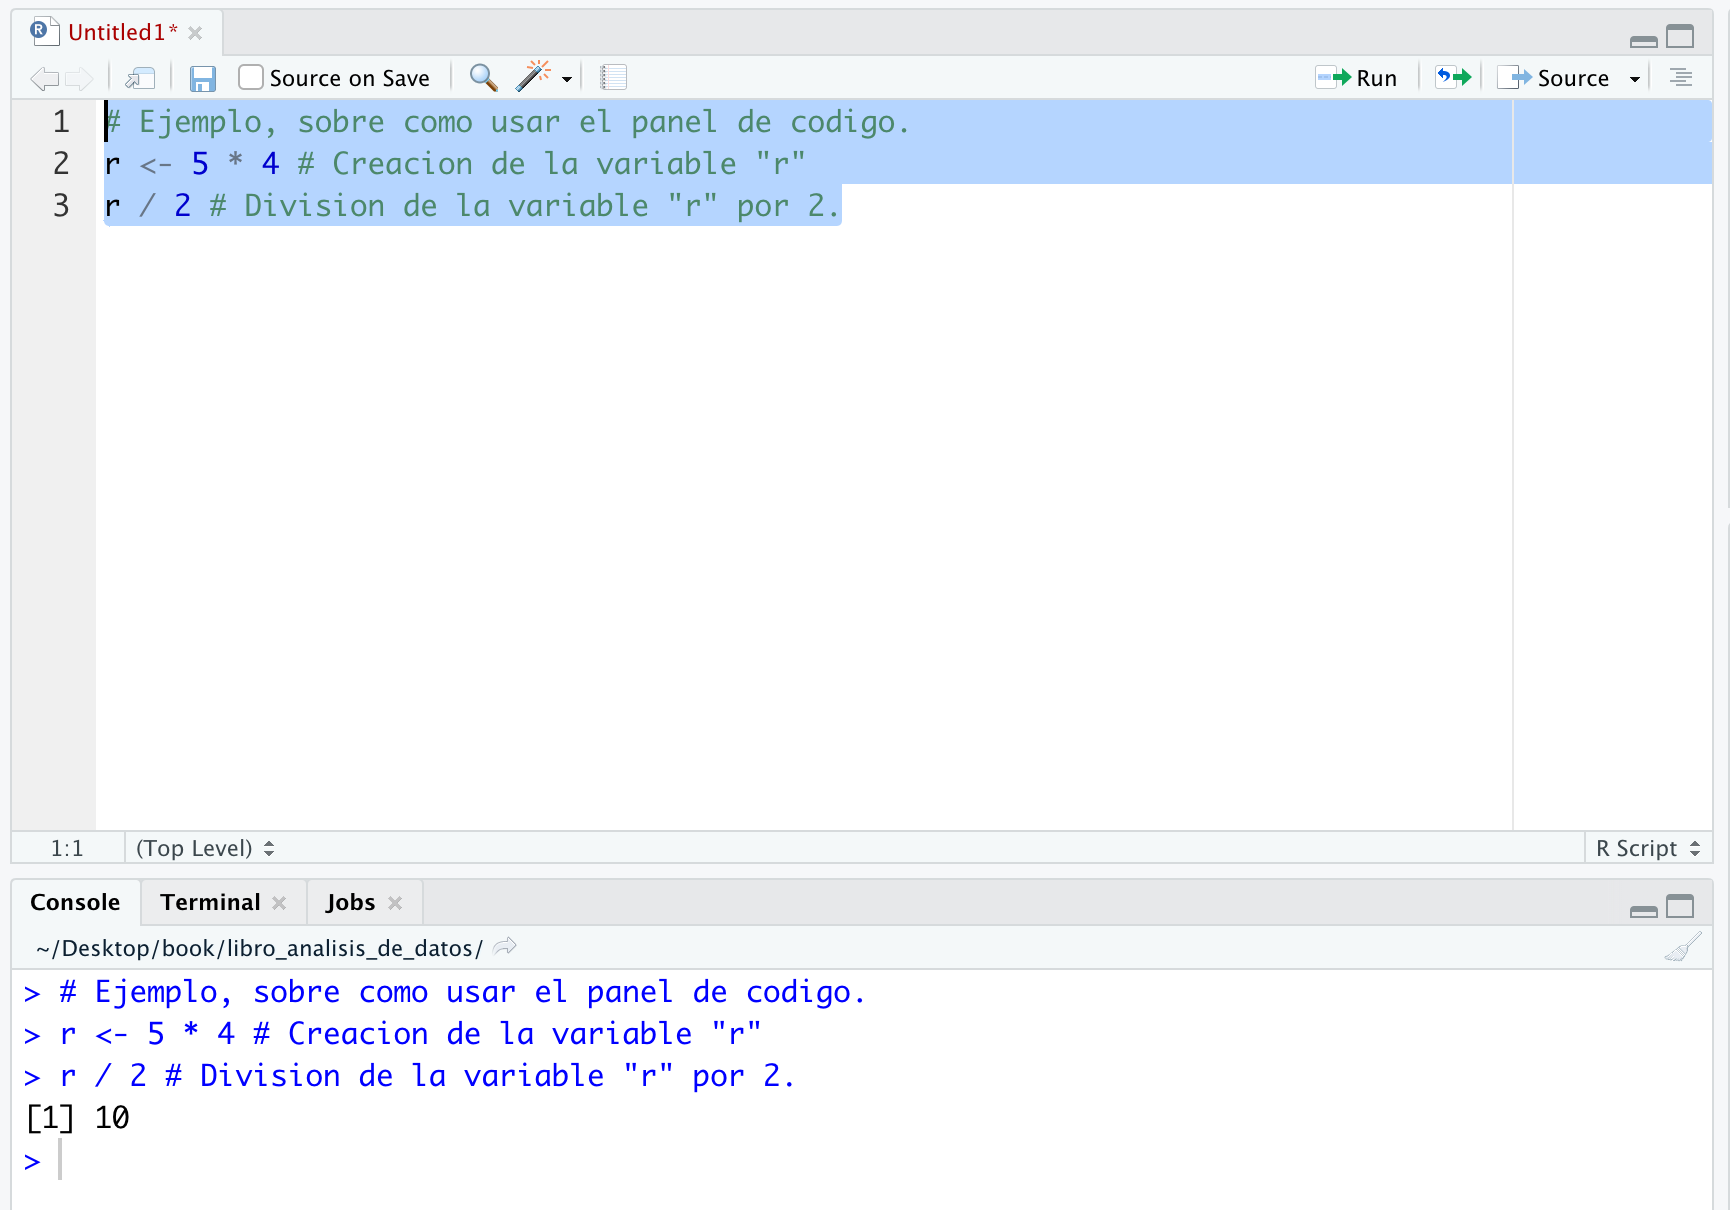 Untitled1*
Source on Save
Run
Source
1 # Ejemplo, sobre como usar el panel de codigo.
2 r <- 5 * 4 # Creacion de la variable "r"
3 r / 2 # Division de la variable "r" por 2.
1:1 (Top Level) R Script
Console Terminal Jobs
~/Desktop/book/libro_analisis_de_datos/
> # Ejemplo, sobre como usar el panel de codigo.
> r <- 5 * 4 # Creacion de la variable "r"
> r / 2 # Division de la variable "r" por 2.
[1] 10
>